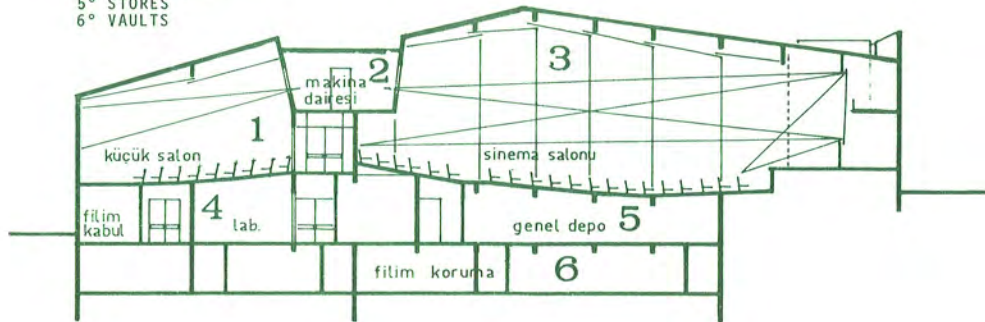 5° STORES
6° VAULTS
2
3
makina
dairesi
1
küçük salon
sinema salonu
4
filim
kabul
lab.
genel depo
5
filim koruma
6